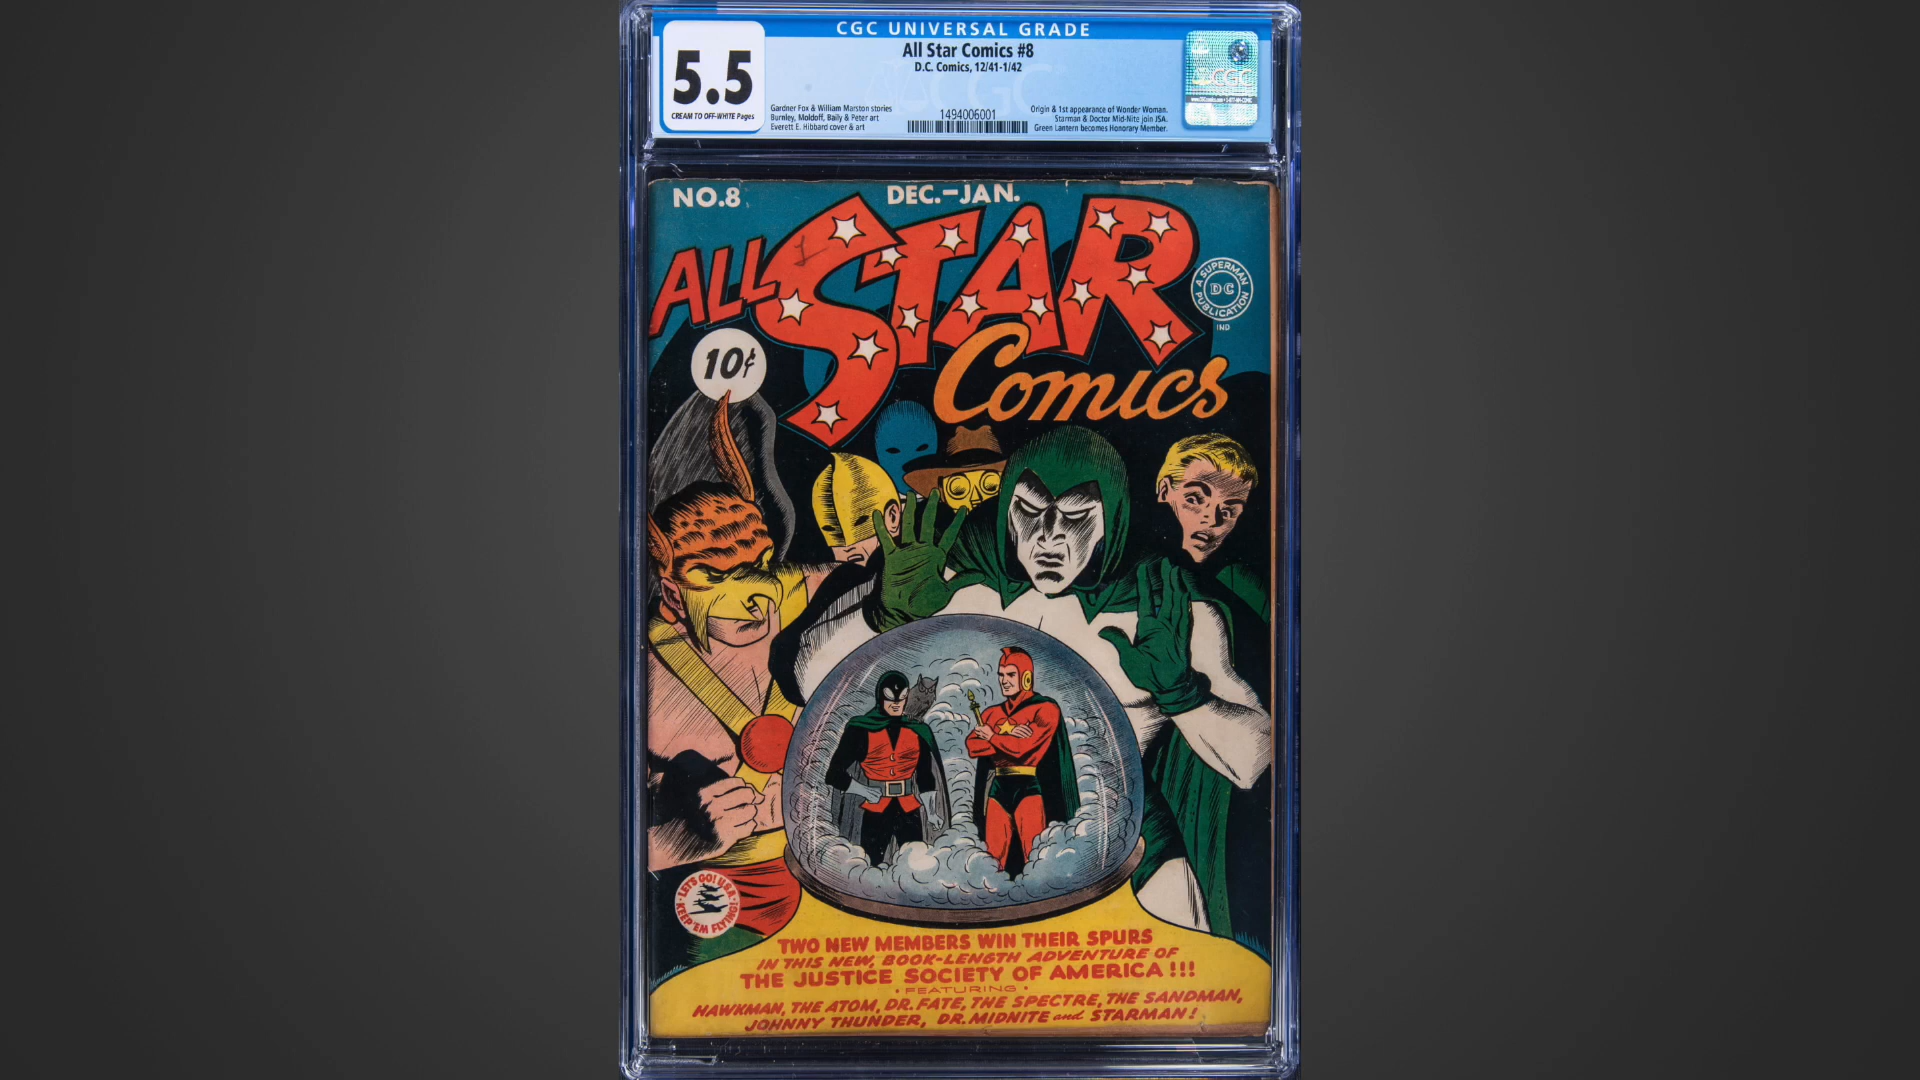 CGC UNIVERSAL GRADE
5.5
CREAM TO OFF-WHITE Pages
All Star Comics #8
D.C. Comics, 12/41-1/42
Gardner Fox & William Marston stories
Burnley, Moldoff, Baily & Peter art
Everett E. Hibbard cover & art
1494006001
Origin & 1st appearance of Wonder Woman.
Starman & Doctor Mid-Nite join JSA.
Green Lantern becomes Honorary Member.
CGC
NO.8
DEC.-JAN.
ALL STAR
Comics
A SUPERMAN
DC
PUBLICATION
IND
10¢
LET'S GO! U.S.A.
KEEP 'EM FLYING!
TWO NEW MEMBERS WIN THEIR SPURS
IN THIS NEW, BOOK-LENGTH ADVENTURE OF
THE JUSTICE SOCIETY OF AMERICA!!!
• FEATURING •
HAWKMAN, THE ATOM, DR. FATE, THE SPECTRE, THE SANDMAN,
JOHNNY THUNDER, DR. MIDNITE and STARMAN!